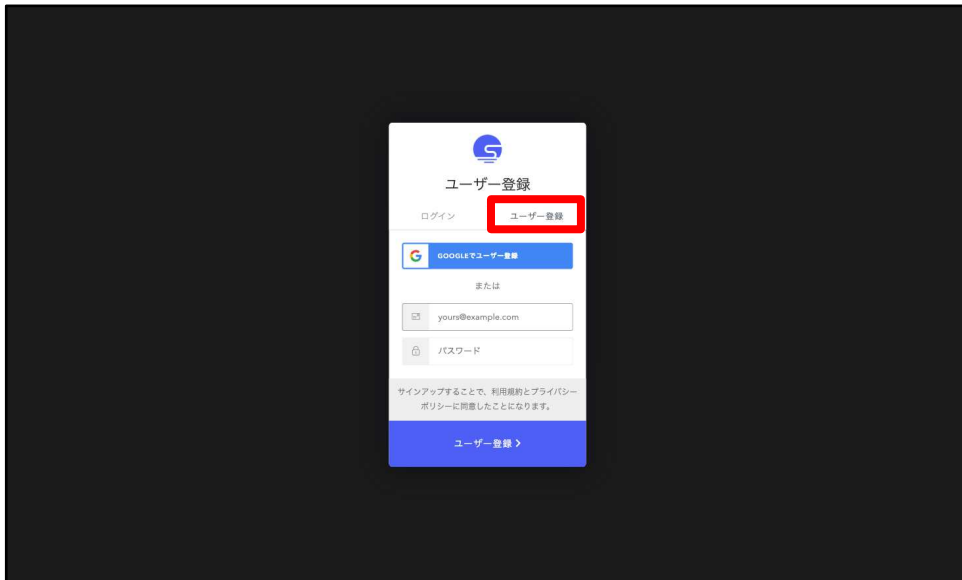 ユーザー登録
ログイン
ユーザー登録
GOOGLEでユーザー登録
または
yours@example.com
パスワード
サインアップすることで、利用規約とプライバシー
ポリシーに同意したことになります。
ユーザー登録 >